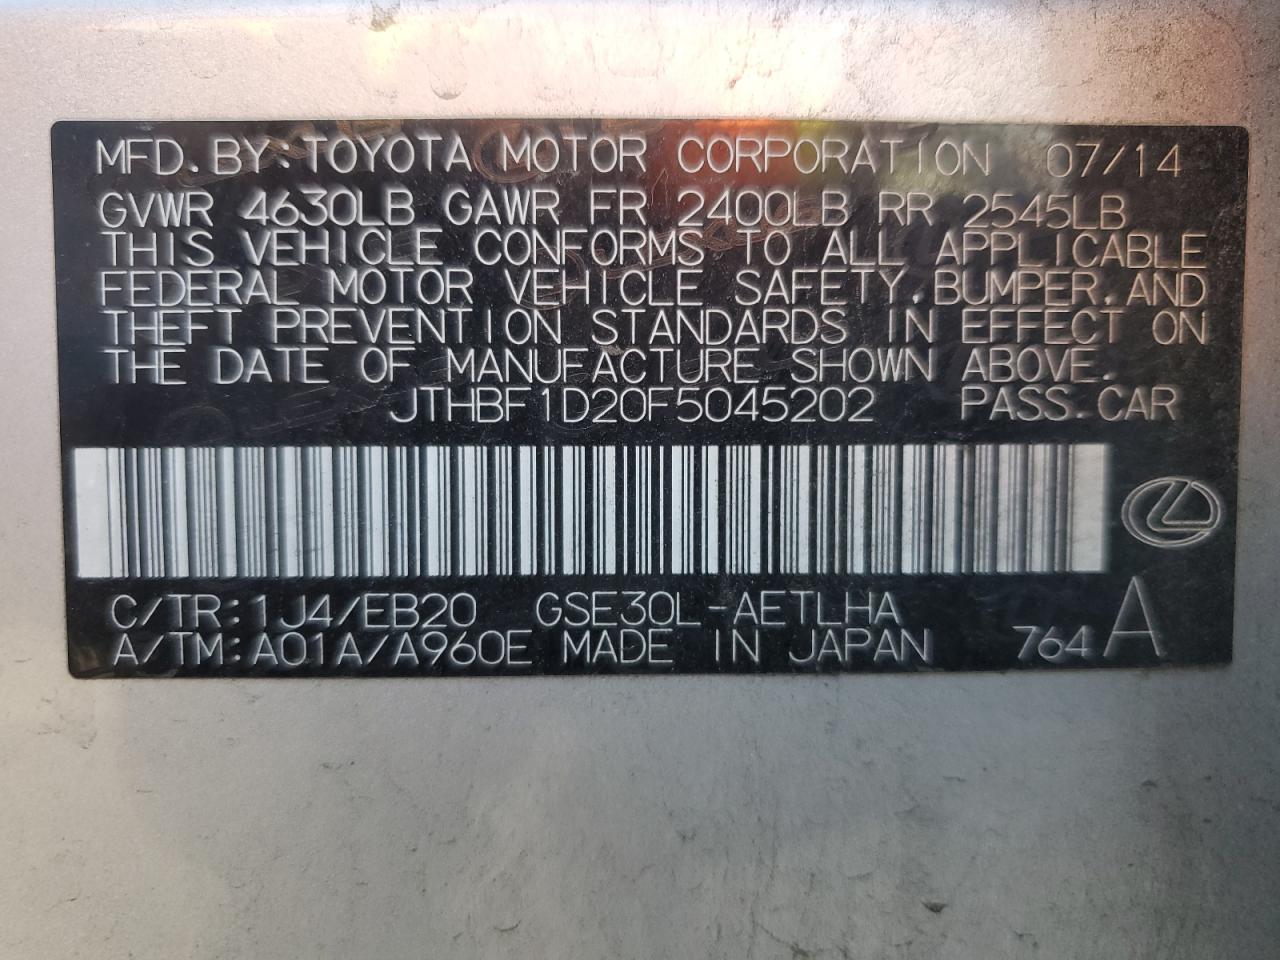 MFD. BY: TOYOTA MOTOR CORPORATION 07/14
GVWR 4630LB GAWR FR 2400LB RR 2545LB
THIS VEHICLE CONFORMS TO ALL APPLICABLE
FEDERAL MOTOR VEHICLE SAFETY, BUMPER, AND
THEFT PREVENTION STANDARDS IN EFFECT ON
THE DATE OF MANUFACTURE SHOWN ABOVE.
JTHBF1D20F5045202 PASS. CAR
C/TR: 1J4/EB20 GSE30L-AETLHA
A/TM: A01A/A960E MADE IN JAPAN 764 A